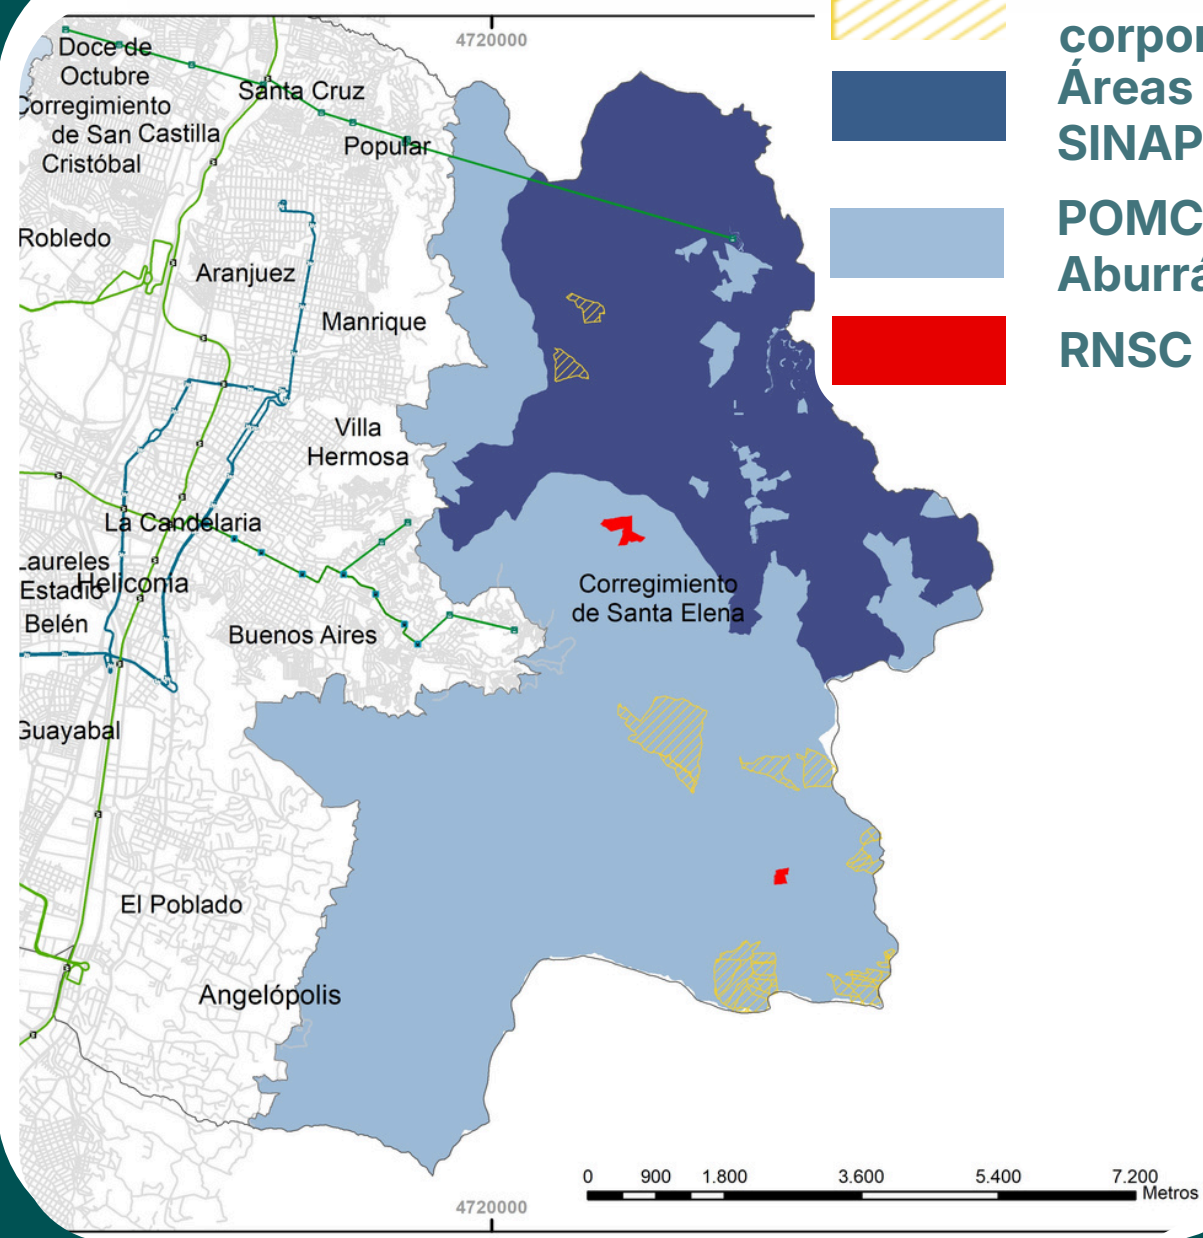 4720000
corpor
Áreas
SINAP
POMC
Aburrá
RNSC
Doce de
Octubre
Corregimiento
de San
Cristóbal
Castilla
Santa Cruz
Popular
Robledo
Aranjuez
Manrique
Villa
Hermosa
La Candelaria
Laureles
Estadio
Heliconia
Belén
Buenos Aires
Corregimiento
de Santa Elena
Guayabal
El Poblado
Angelópolis
0 900 1.800 3.600 5.400 7.200
Metros
4720000